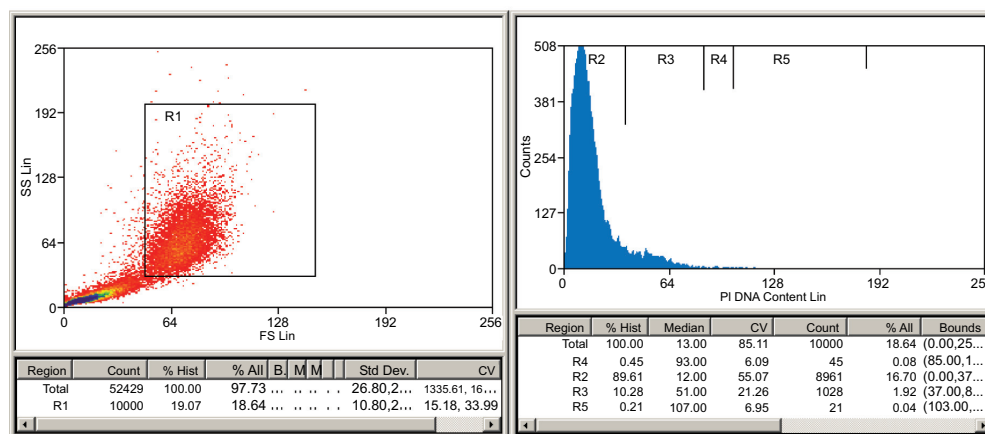 256
192
128
64
0
SS Lin
R1
0 64 128 192 256
FS Lin
Region Count % Hist % All B. M M Std Dev. CV
Total 52429 100.00 97.73 ... ... .. .. 26.80,2... 1335.61, 16...
R1 10000 19.07 18.64 ... ... .. .. 10.80,2... 15.18, 33.99
508
381
254
127
0
Counts
R2 R3 R4 R5
0 64 128 192 25
PI DNA Content Lin
Region % Hist Median CV Count % All Bounds
Total 100.00 13.00 85.11 10000 18.64 (0.00,25...
R4 0.45 93.00 6.09 45 0.08 (85.00,1...
R2 89.61 12.00 55.07 8961 16.70 (0.00,37...
R3 10.28 51.00 21.26 1028 1.92 (37.00,8...
R5 0.21 107.00 6.95 21 0.04 (103.00,...